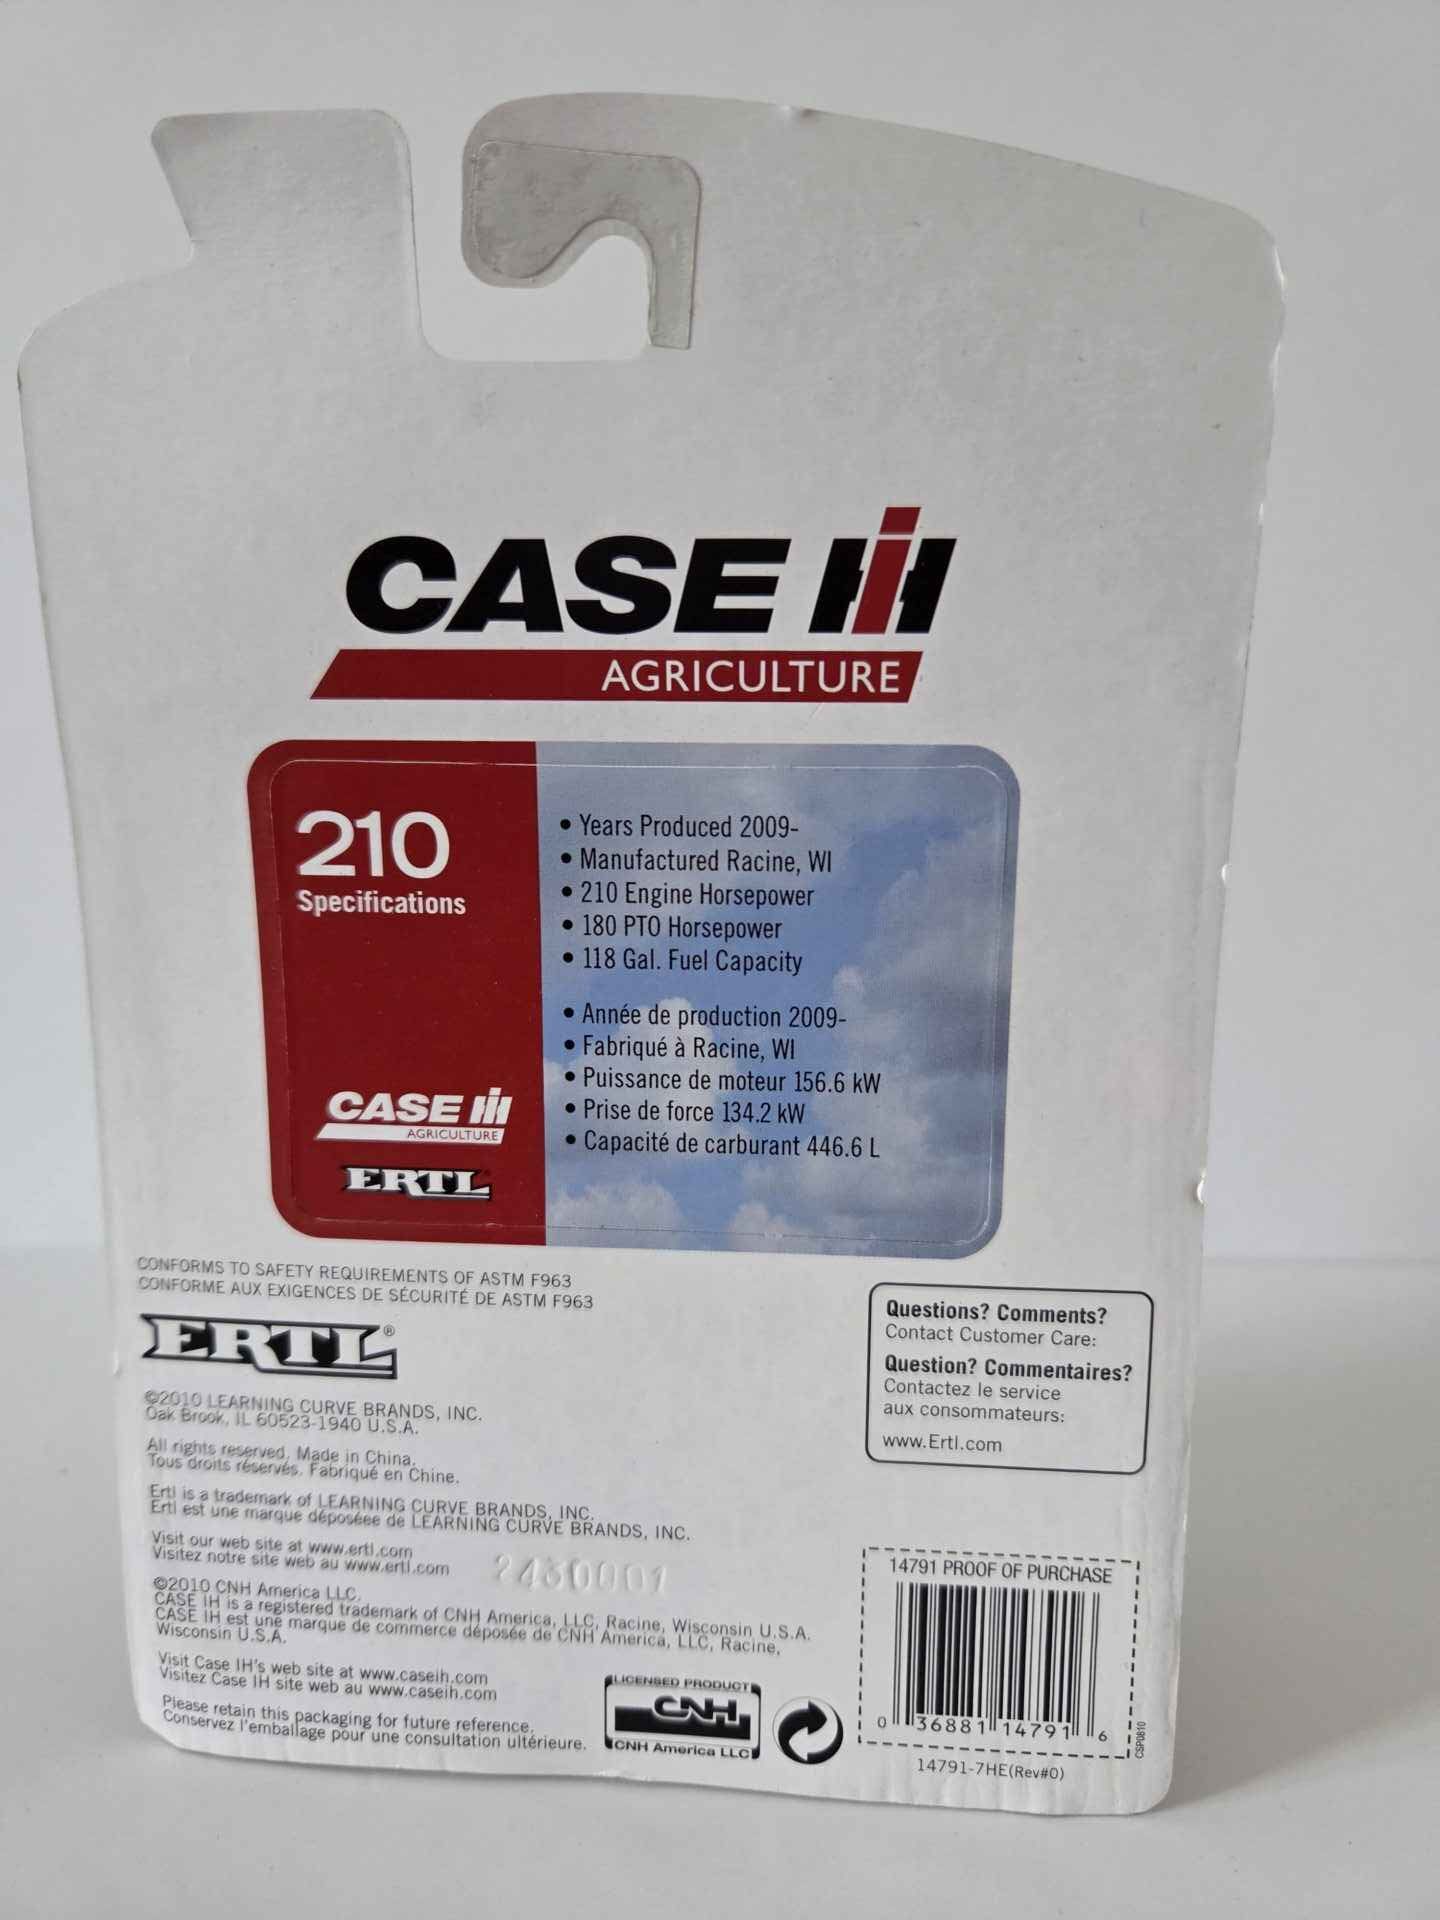 CASE IH
AGRICULTURE
210
Specifications
• Years Produced 2009-
• Manufactured Racine, WI
• 210 Engine Horsepower
• 180 PTO Horsepower
• 118 Gal. Fuel Capacity
• Année de production 2009-
• Fabriqué à Racine, WI
• Puissance de moteur 156.6 kW
• Prise de force 134.2 kW
• Capacité de carburant 446.6 L
CASE IH
AGRICULTURE
ERTL
CONFORMS TO SAFETY REQUIREMENTS OF ASTM F963
CONFORME AUX EXIGENCES DE SÉCURITÉ DE ASTM F963
ERTL®
©2010 LEARNING CURVE BRANDS, INC.
Oak Brook, IL 60523-1940 U.S.A.
All rights reserved. Made in China.
Tous droits réservés. Fabriqué en Chine.
Ertl is a trademark of LEARNING CURVE BRANDS, INC.
Ertl est une marque déposéee de LEARNING CURVE BRANDS, INC.
Visit our web site at www.ertl.com
Visitez notre site web au www.ertl.com
©2010 CNH America LLC.
CASE IH is a registered trademark of CNH America, LLC, Racine, Wisconsin U.S.A.
CASE IH est une marque de commerce déposée de CNH America, LLC, Racine,
Wisconsin U.S.A.
Visit Case IH's web site at www.caseih.com
Visitez Case IH site web au www.caseih.com
Please retain this packaging for future reference.
Conservez l'emballage pour une consultation ultérieure.
LICENSED PRODUCT
CNH
CNH America LLC
Questions? Comments?
Contact Customer Care:
Question? Commentaires?
Contactez le service
aux consommateurs:
www.Ertl.com
14791 PROOF OF PURCHASE
0 36881 14791 6
CSP0810
14791-7HE(Rev#0)